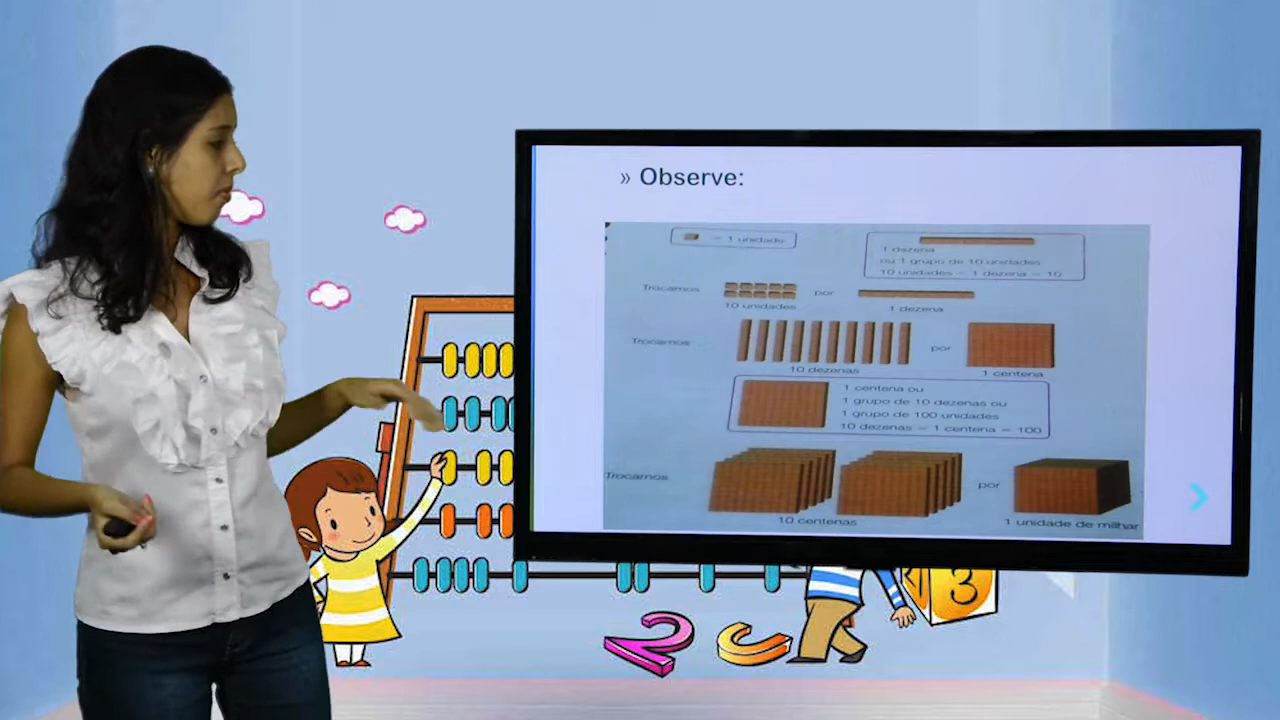 » Observe:
= 1 unidade
1 dezena
ou 1 grupo de 10 unidades
10 unidades = 1 dezena = 10
Trocamos por
10 unidades 1 dezena
Trocamos por
10 dezenas 1 centena
1 centena ou
1 grupo de 10 dezenas ou
1 grupo de 100 unidades
10 dezenas = 1 centena = 100
Trocamos por
10 centenas 1 unidade de milhar
2
3